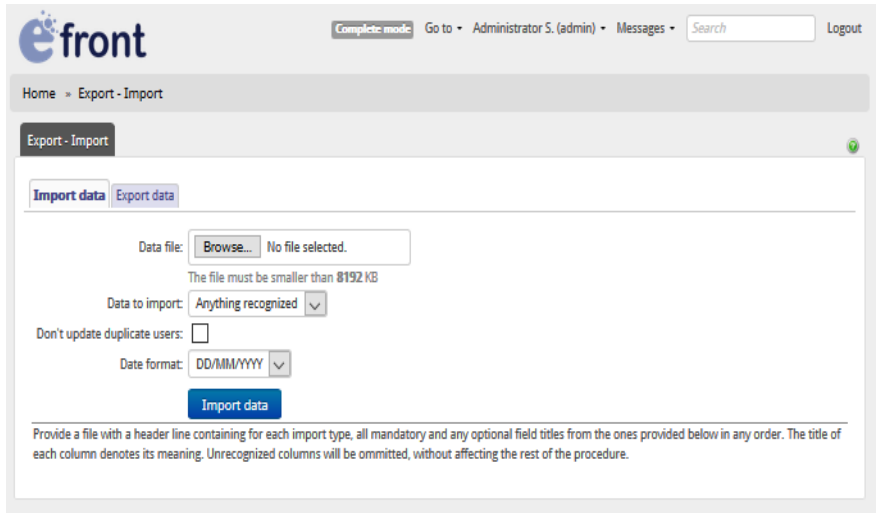 efront
Complete mode Go to Administrator S. (admin) Messages Search Logout
Home » Export - Import
Export - Import
Import data Export data
Data file: Browse... No file selected.
The file must be smaller than 8192 KB
Data to import: Anything recognized
Don't update duplicate users:
Date format: DD/MM/YYYY
Import data
Provide a file with a header line containing for each import type, all mandatory and any optional field titles from the ones provided below in any order. The title of
each column denotes its meaning. Unrecognized columns will be ommitted, without affecting the rest of the procedure.